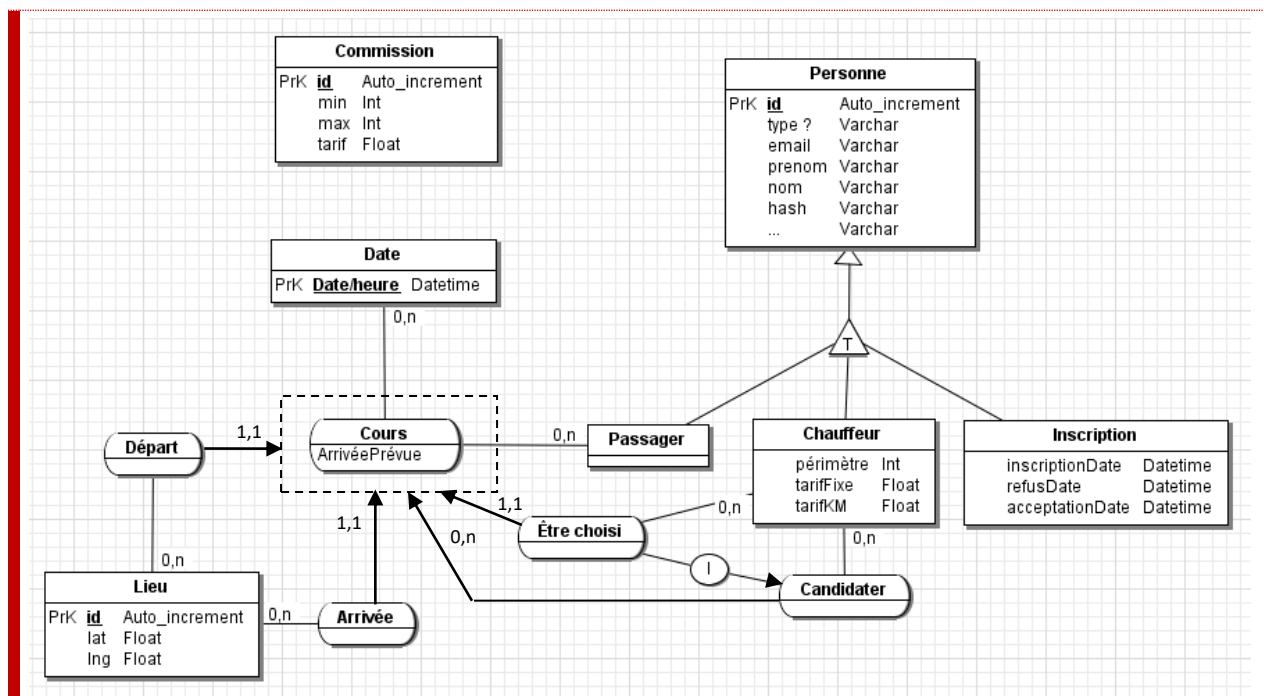 Commission
PrK id Auto_increment
min Int
max Int
tarif Float
Personne
PrK id Auto_increment
type ? Varchar
email Varchar
prenom Varchar
nom Varchar
hash Varchar
... Varchar
Date
PrK Date/heure Datetime
0,n
T
Départ
1,1
Cours
ArrivéePrévue
0,n
Passager
Chauffeur
périmètre Int
tarifFixe Float
tarifKM Float
Inscription
inscriptionDate Datetime
refusDate Datetime
acceptationDate Datetime
1,1
0,n
1,1
0,n
Être choisi
0,n
I
0,n
Candidater
Lieu
PrK id Auto_increment
lat Float
lng Float
0,n
Arrivée